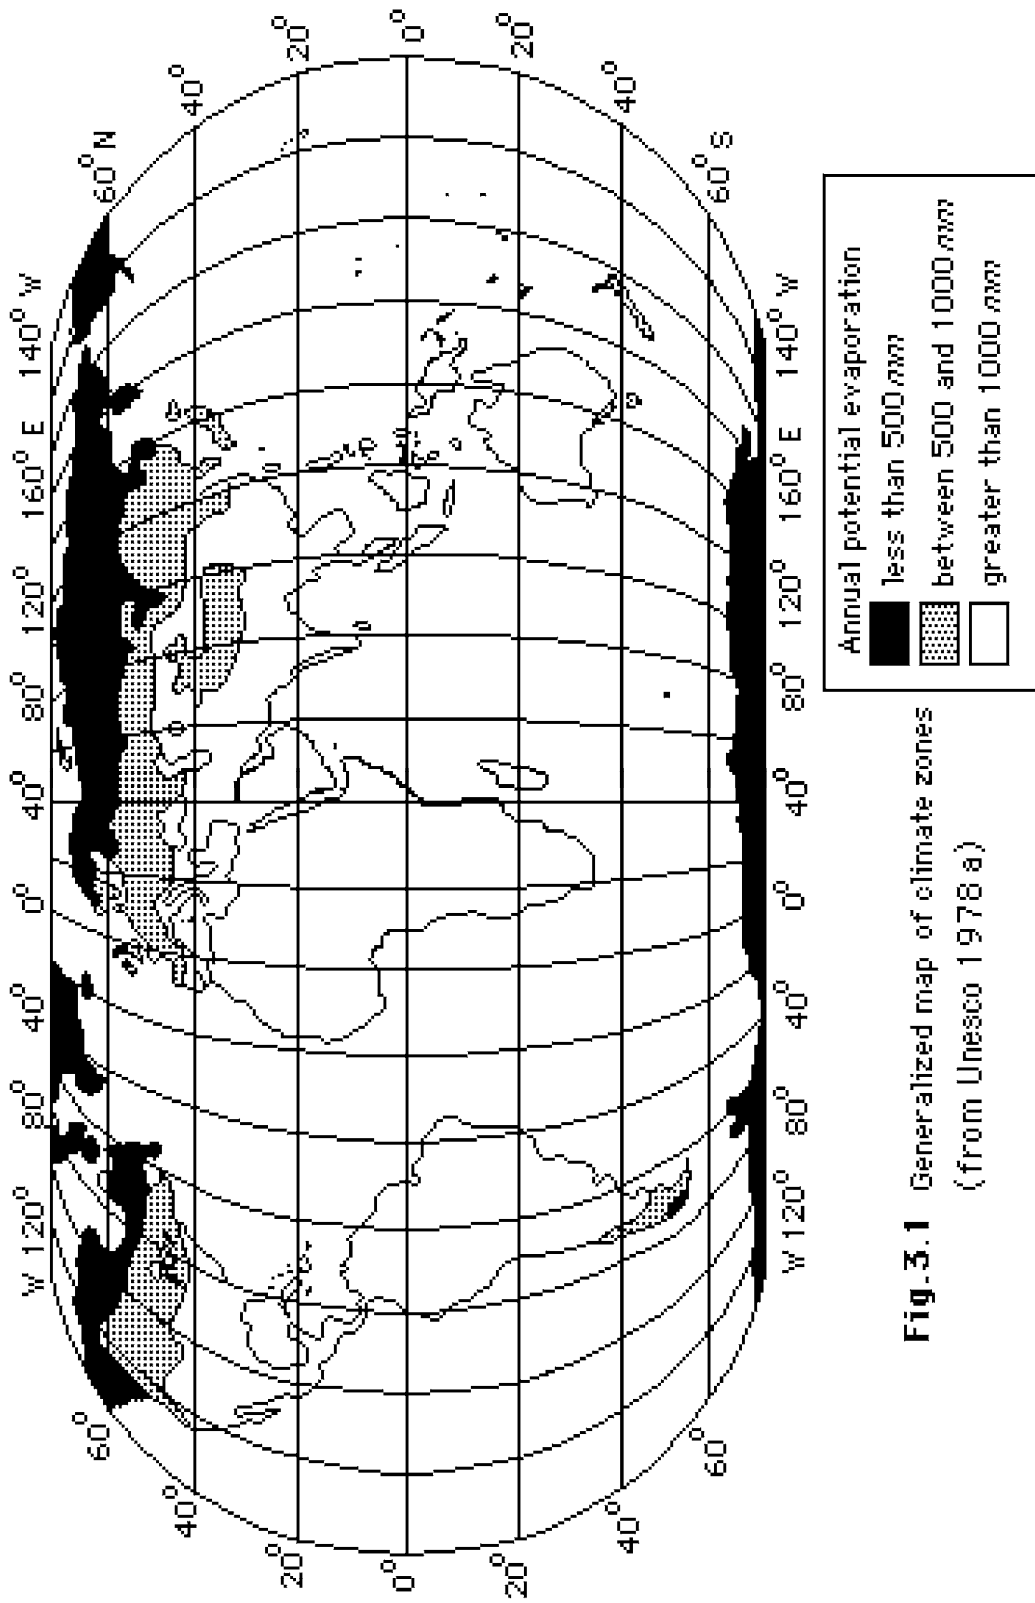 W 120° 80° 40° 0° 40° 80° 120° 160° E 140° W
60° 60° N
40° 40°
20° 20°
0° 0°
20° 20°
40° 40°
60° 60° S
W 120° 80° 40° 0° 40° 80° 120° 160° E 140° W
Annual potential evaporation
less than 500 mm
between 500 and 1000 mm
greater than 1000 mm
Fig. 3.1 Generalized map of climate zones
(from Unesco 1978 a)